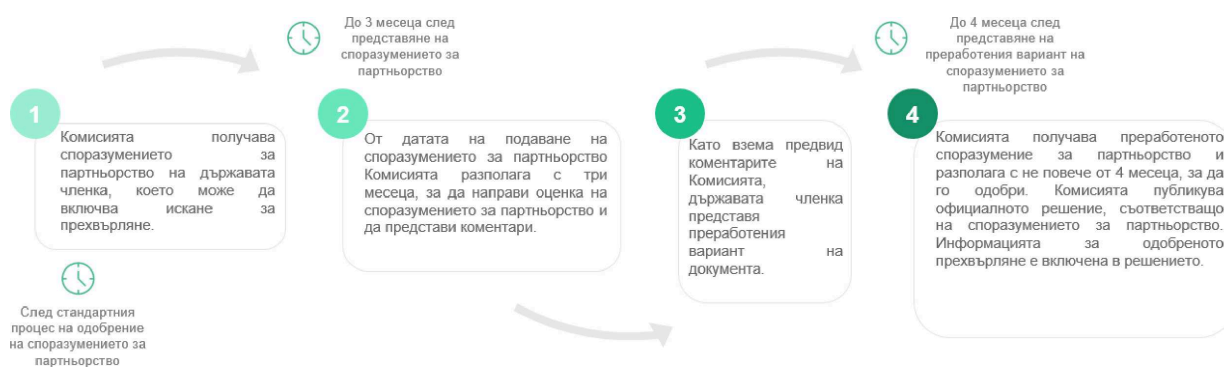 До 3 месеца след
представяне на
споразумението за
партньорство
До 4 месеца след
представяне на
преработения вариант на
споразумението за
партньорство
1
Комисията получава
споразумението за
партньорство на държавата
членка, което може да
включва искане за
прехвърляне.
2
От датата на подаване на
споразумението за партньорство
Комисията разполага с три
месеца, за да направи оценка на
споразумението за партньорство и
да представи коментари.
3
Като взема предвид
коментарите на
Комисията,
държавата членка
представя
преработения
вариант на
документа.
4
Комисията получава преработеното
споразумение за партньорство и
разполага с не повече от 4 месеца, за да
го одобри. Комисията публикува
официалното решение, съответстващо
на споразумението за партньорство.
Информацията за одобреното
прехвърляне е включена в решението.
След стандартния
процес на одобрение
на споразумението за
партньорство